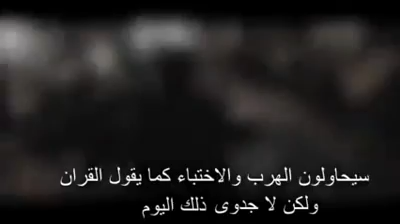 سيحاولون الهرب والاختباء كما يقول القران
ولكن لا جدوى ذلك اليوم